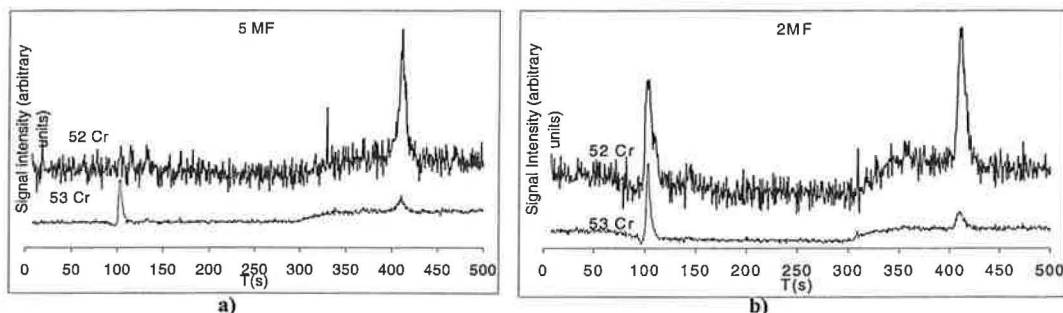 5 MF
Signal intensity (arbitrary
units)
52 Cr
53 Cr
0 50 100 150 200 250 300 350 400 450 500
T(s)
a)
2MF
Signal Intensity (arbitrary
units)
52 Cr
53 Cr
0 50 100 150 200 250 300 350 400 450 500
T(s)
b)